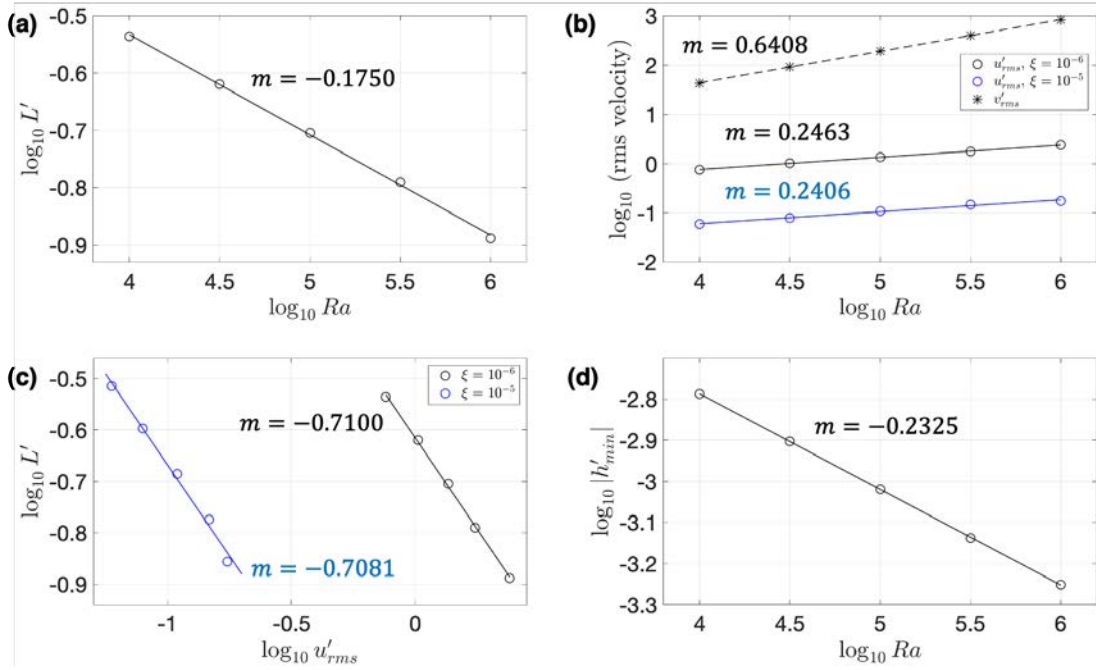 (a)
-0.5
-0.6
-0.7
-0.8
-0.9
m = −0.1750
log₁₀ L′
4 4.5 5 5.5 6
log₁₀ Ra
(b)
3
2
1
0
-1
-2
m = 0.6408
m = 0.2463
m = 0.2406
u′ᵣₘₛ, ξ = 10⁻⁶
u′ᵣₘₛ, ξ = 10⁻⁵
v′ᵣₘₛ
log₁₀ (rms velocity)
4 4.5 5 5.5 6
log₁₀ Ra
(c)
-0.5
-0.6
-0.7
-0.8
-0.9
ξ = 10⁻⁶
ξ = 10⁻⁵
m = −0.7100
m = −0.7081
log₁₀ L′
-1 -0.5 0
log₁₀ u′ᵣₘₛ
(d)
-2.8
-2.9
-3
-3.1
-3.2
-3.3
m = −0.2325
log₁₀ |h′ₘᵢₙ|
4 4.5 5 5.5 6
log₁₀ Ra